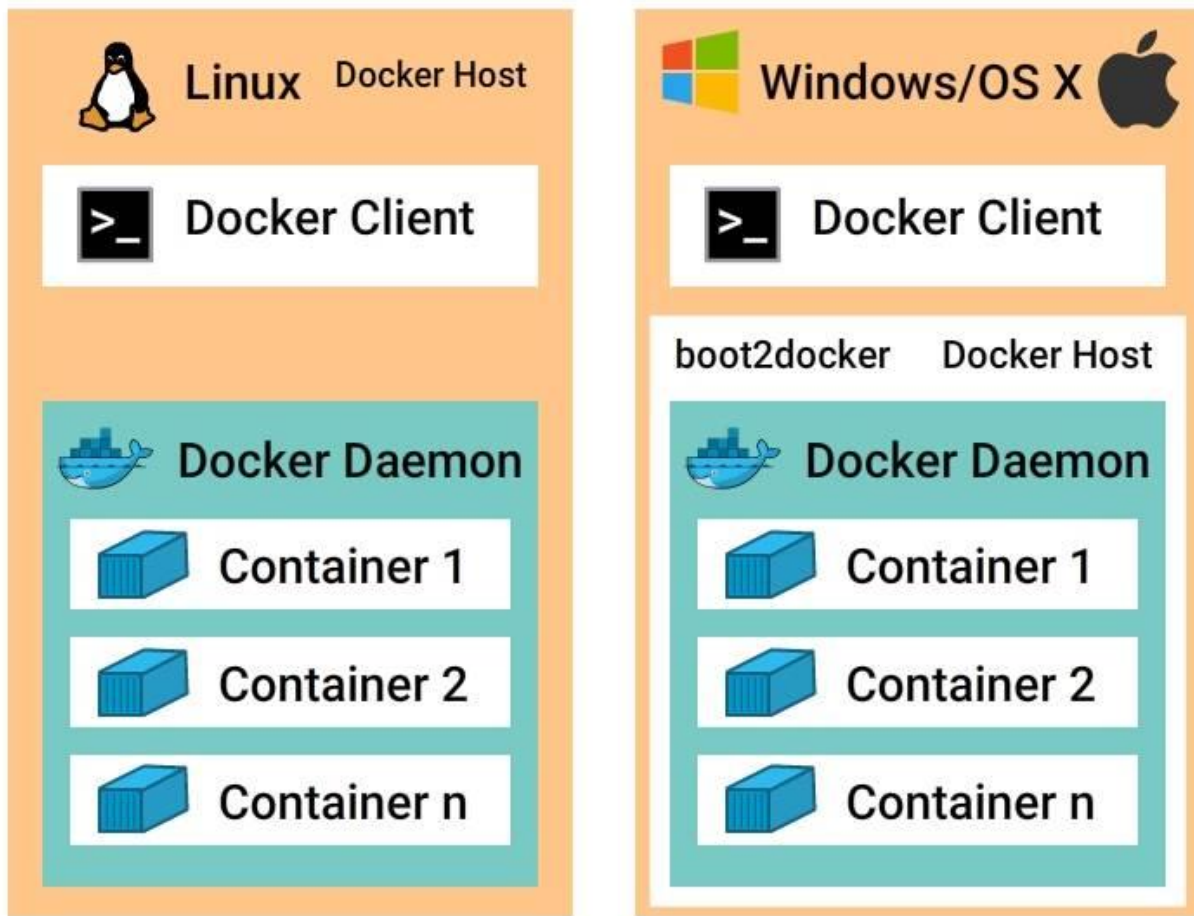 Linux Docker Host
>_ Docker Client
Docker Daemon
Container 1
Container 2
Container n
Windows/OS X
>_ Docker Client
boot2docker Docker Host
Docker Daemon
Container 1
Container 2
Container n